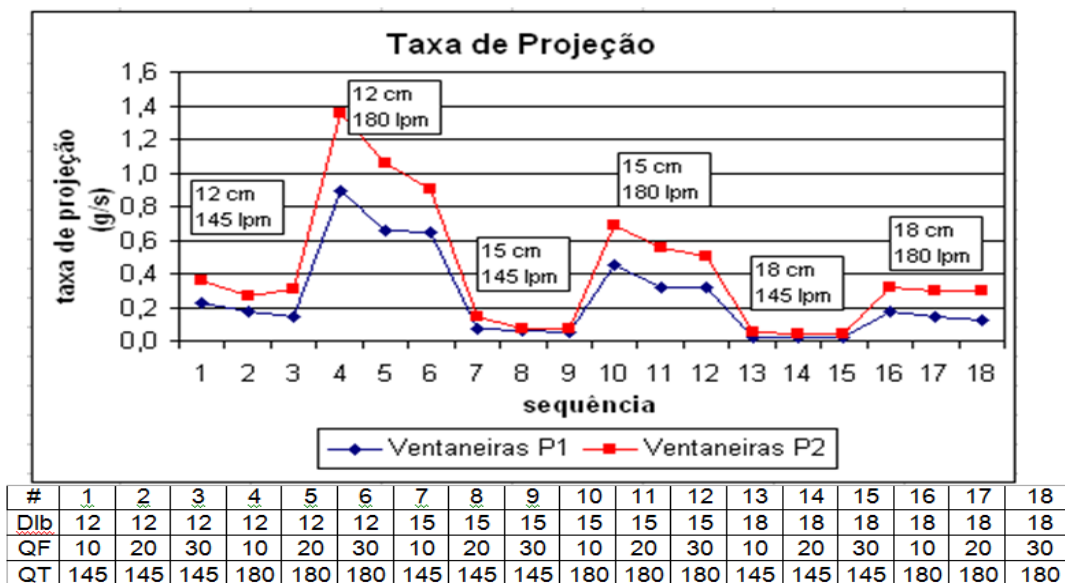 Taxa de Projeção
taxa de projeção
(g/s)
1,6
1,4
1,2
1,0
0,8
0,6
0,4
0,2
0,0
12 cm
145 lpm
12 cm
180 lpm
15 cm
145 lpm
15 cm
180 lpm
18 cm
145 lpm
18 cm
180 lpm
1 2 3 4 5 6 7 8 9 10 11 12 13 14 15 16 17 18
sequência
Ventaneiras P1 Ventaneiras P2
# 1 2 3 4 5 6 7 8 9 10 11 12 13 14 15 16 17 18
Dlb 12 12 12 12 12 12 15 15 15 15 15 15 18 18 18 18 18 18
QF 10 20 30 10 20 30 10 20 30 10 20 30 10 20 30 10 20 30
QT 145 145 145 180 180 180 145 145 145 180 180 180 145 145 145 180 180 180